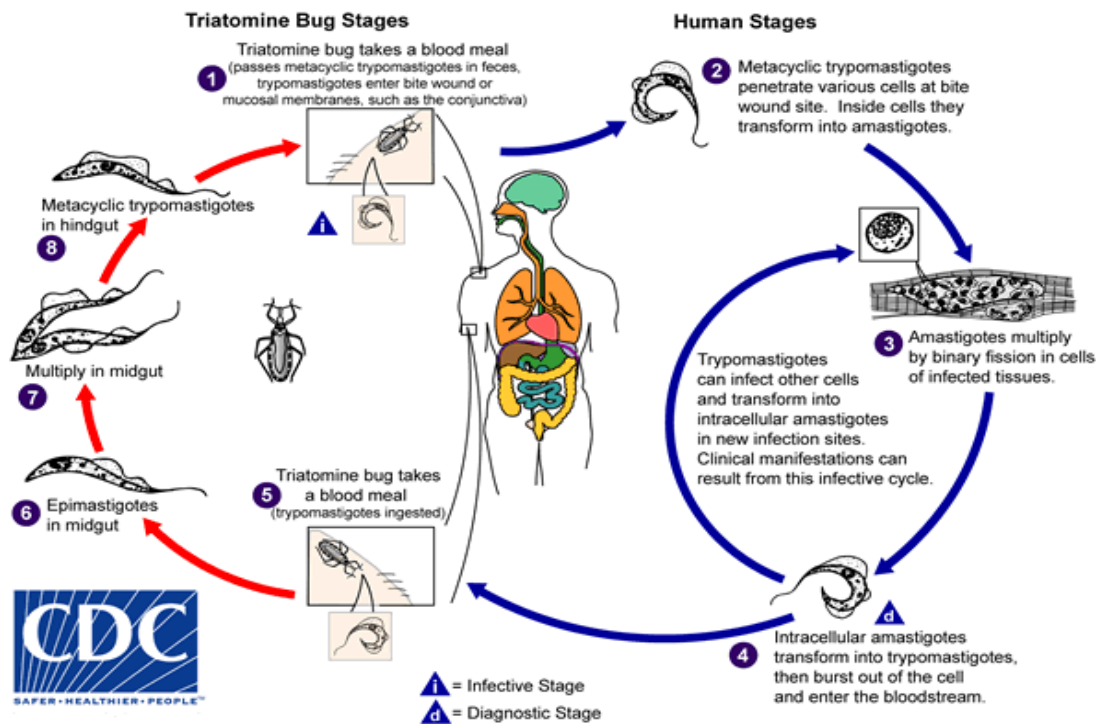 Triatomine Bug Stages
Human Stages
Triatomine bug takes a blood meal
(passes metacyclic trypomastigotes in feces,
trypomastigotes enter bite wound or
mucosal membranes, such as the conjunctiva)
1
i
2
Metacyclic trypomastigotes
penetrate various cells at bite
wound site. Inside cells they
transform into amastigotes.
3
Amastigotes multiply
by binary fission in cells
of infected tissues.
Trypomastigotes
can infect other cells
and transform into
intracellular amastigotes
in new infection sites.
Clinical manifestations can
result from this infective cycle.
d
4
Intracellular amastigotes
transform into trypomastigotes,
then burst out of the cell
and enter the bloodstream.
5
Triatomine bug takes
a blood meal
(trypomastigotes ingested)
6
Epimastigotes
in midgut
Multiply in midgut
7
Metacyclic trypomastigotes
in hindgut
8
CDC
SAFER·HEALTHIER·PEOPLE™
i = Infective Stage
d = Diagnostic Stage